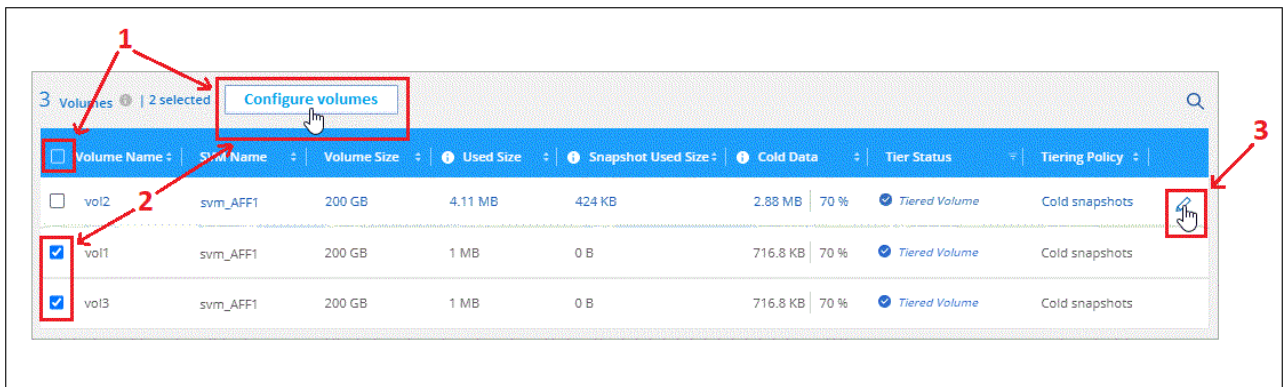 1
3 Volumes | 2 selected Configure volumes
3
Volume Name SVM Name Volume Size Used Size Snapshot Used Size Cold Data Tier Status Tiering Policy
2
vol2 svm_AFF1 200 GB 4.11 MB 424 KB 2.88 MB 70 % Tiered Volume Cold snapshots
vol1 svm_AFF1 200 GB 1 MB 0 B 716.8 KB 70 % Tiered Volume Cold snapshots
vol3 svm_AFF1 200 GB 1 MB 0 B 716.8 KB 70 % Tiered Volume Cold snapshots